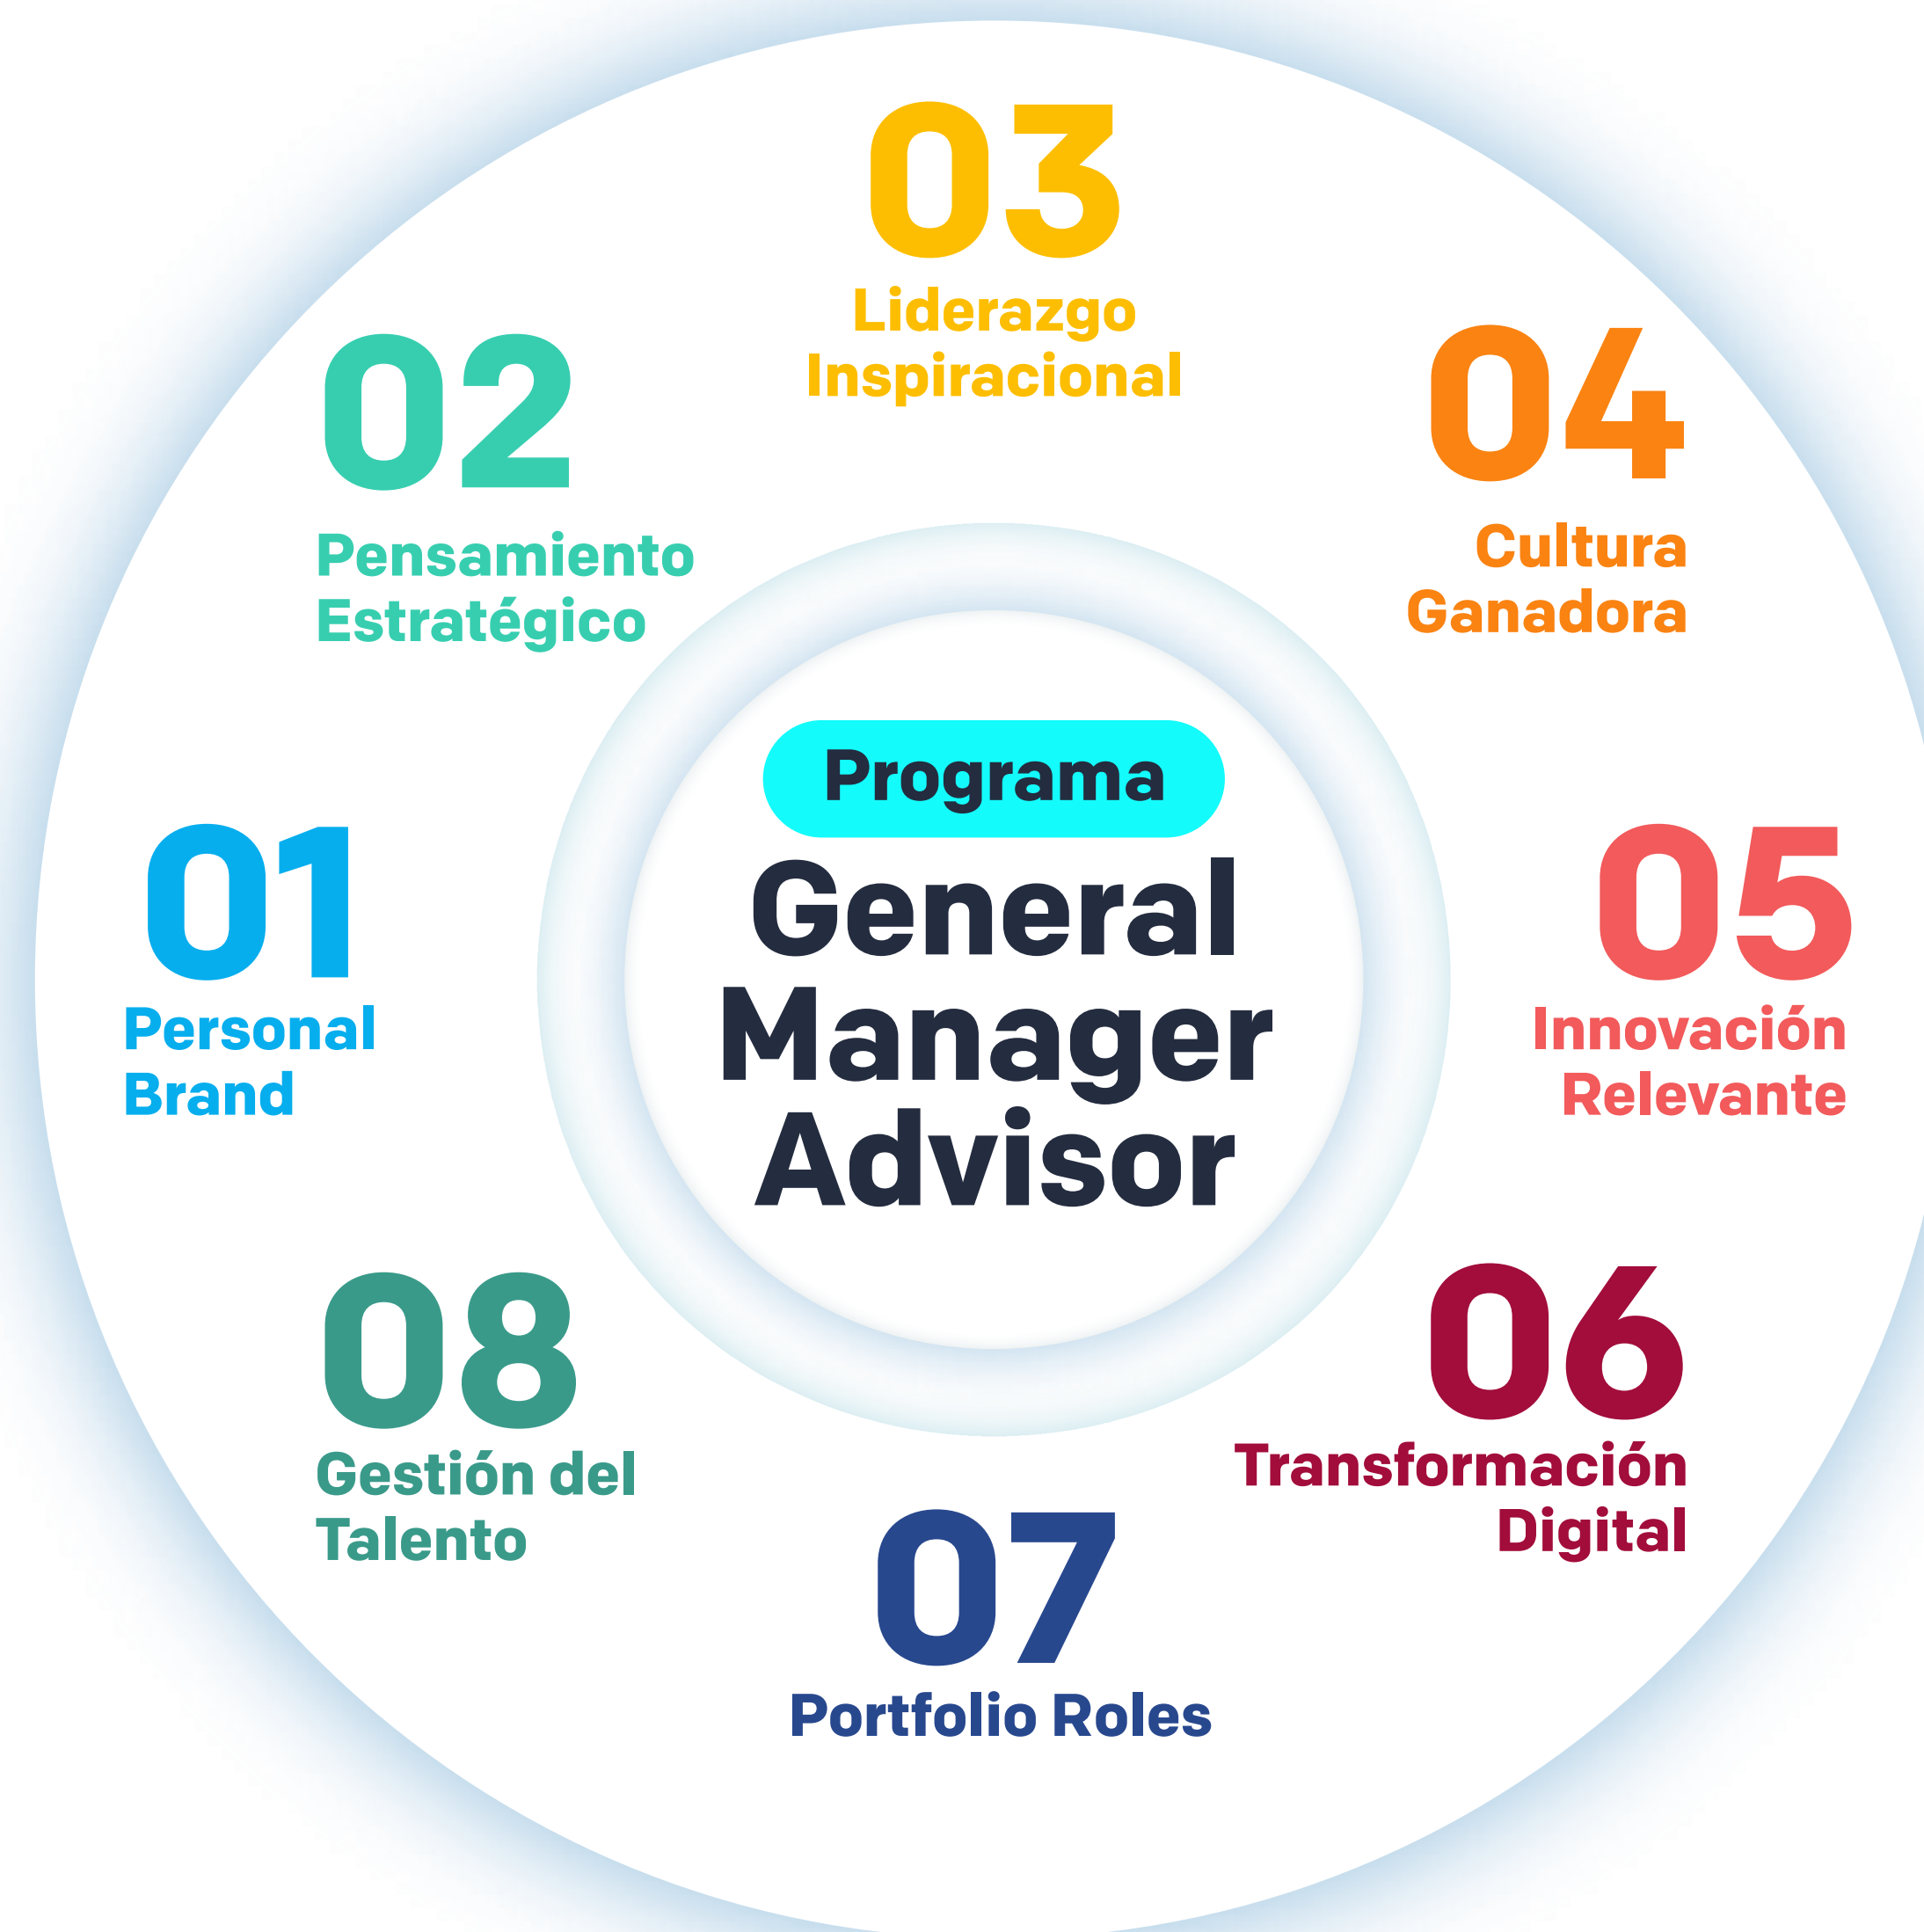 03
Liderazgo
Inspiracional
02
Pensamiento
Estratégico
04
Cultura
Ganadora
Programa
General
Manager
Advisor
01
Personal
Brand
05
Innovación
Relevante
08
Gestión del
Talento
06
Transformación
Digital
07
Portfolio Roles